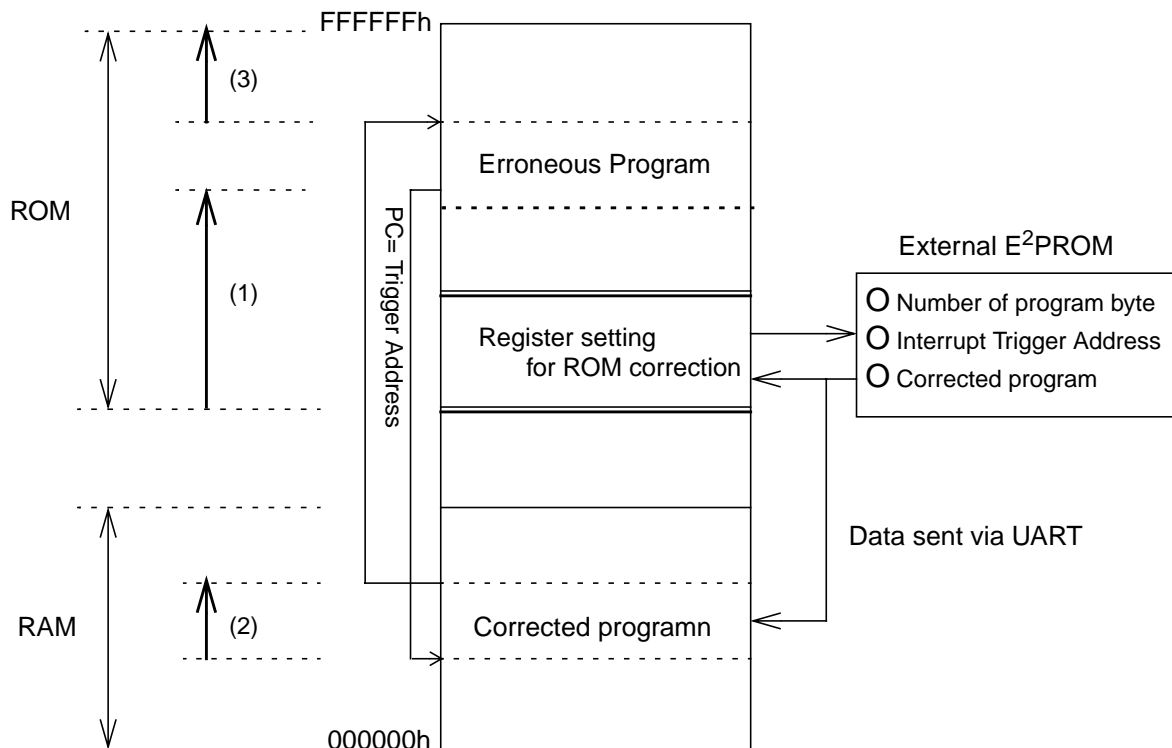 FFFFFFh
(3)
Erroneous Program
ROM
PC= Trigger Address
(1)
External E²PROM
O Number of program byte
O Interrupt Trigger Address
O Corrected program
Register setting
for ROM correction
Data sent via UART
RAM
(2)
Corrected programn
000000h